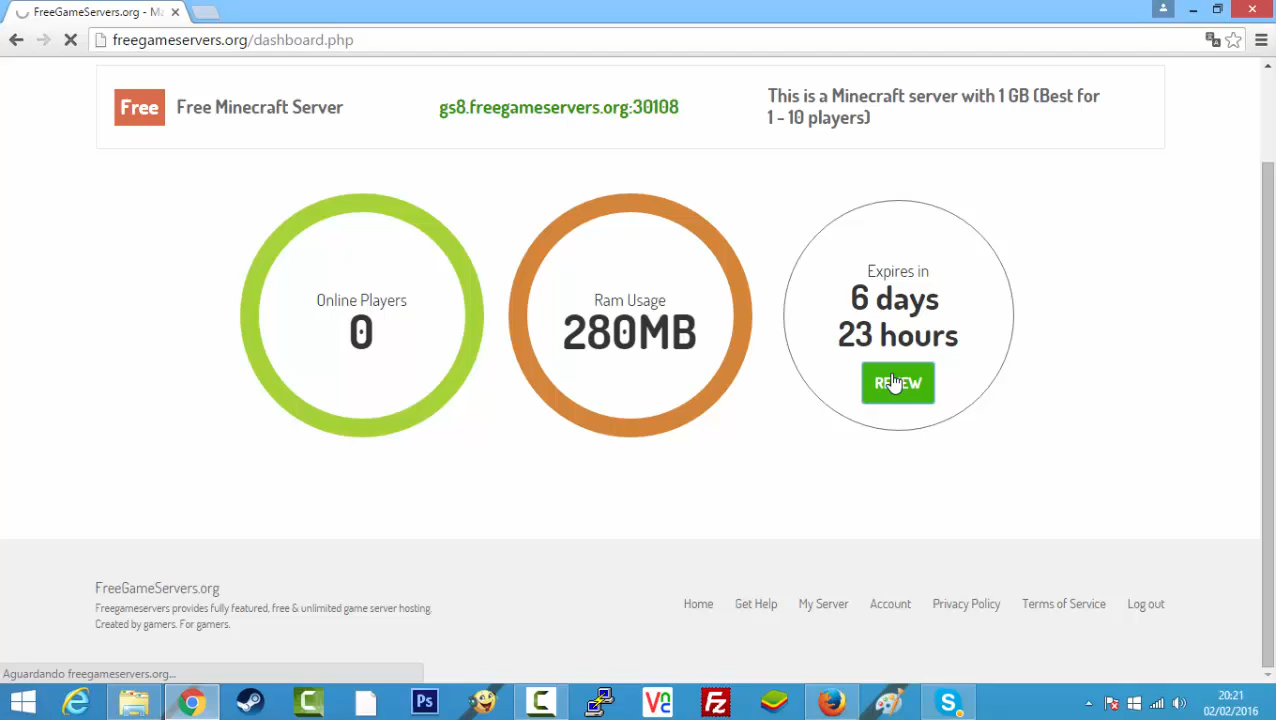 FreeGameServers.org - Ma
freegameservers.org/dashboard.php
Free
Free Minecraft Server
gs8.freegameservers.org:30108
This is a Minecraft server with 1 GB (Best for
1 - 10 players)
Online Players
0
Ram Usage
280MB
Expires in
6 days
23 hours
RENEW
FreeGameServers.org
Freegameservers provides fully featured, free & unlimited game server hosting.
Created by gamers. For gamers.
Home
Get Help
My Server
Account
Privacy Policy
Terms of Service
Log out
Aguardando freegameservers.org...
Ps
20:21
02/02/2016